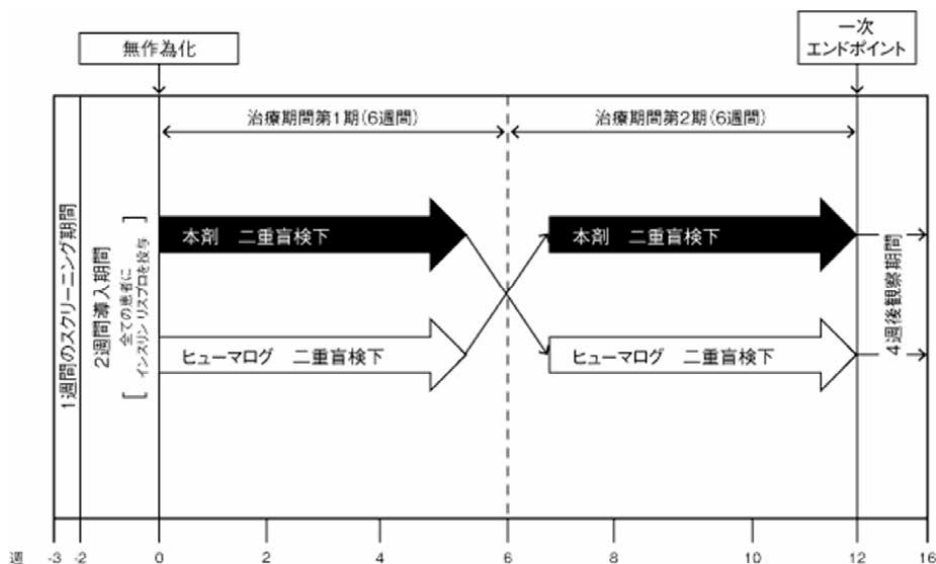 無作為化
一次
エンドポイント
治療期間第1期(6週間)
治療期間第2期(6週間)
1週間のスクリーニング期間
2週間導入期間
[全ての患者に
インスリン リスプロを投与]
本剤 二重盲検下
本剤 二重盲検下
ヒューマログ 二重盲検下
ヒューマログ 二重盲検下
4週後観察期間
週 -3 -2 0 2 4 6 8 10 12 16